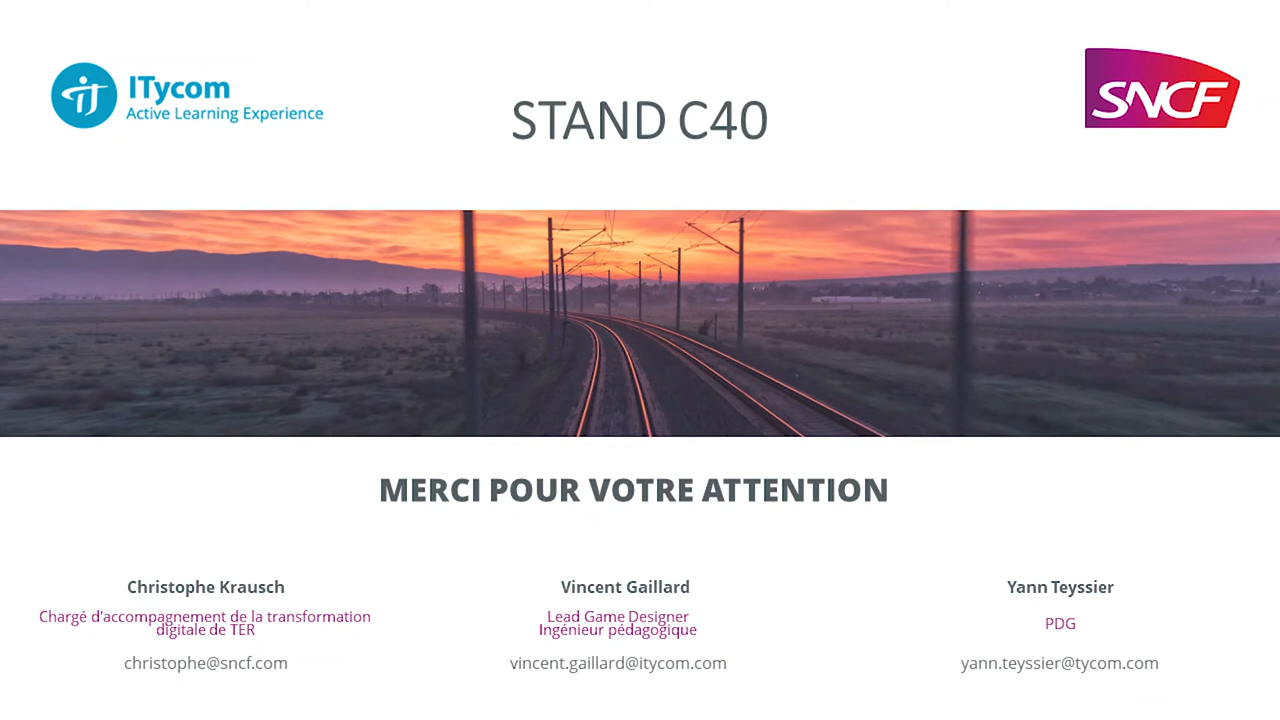 ITycom
Active Learning Experience
STAND C40
SNCF
MERCI POUR VOTRE ATTENTION
Christophe Krausch
Chargé d'accompagnement de la transformation
digitale de TER
christophe@sncf.com
Vincent Gaillard
Lead Game Designer
Ingénieur pédagogique
vincent.gaillard@itycom.com
Yann Teyssier
PDG
yann.teyssier@tycom.com